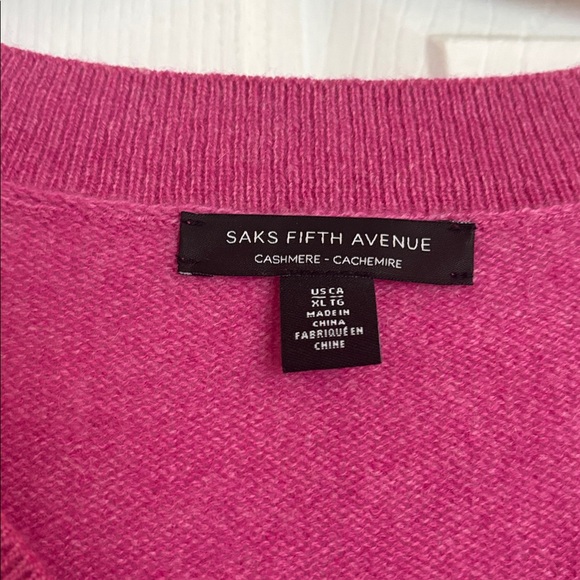 SAKS FIFTH AVENUE
CASHMERE - CACHEMIRE
US CA
XL TG
MADE IN
CHINA
FABRIQUÉ EN
CHINE